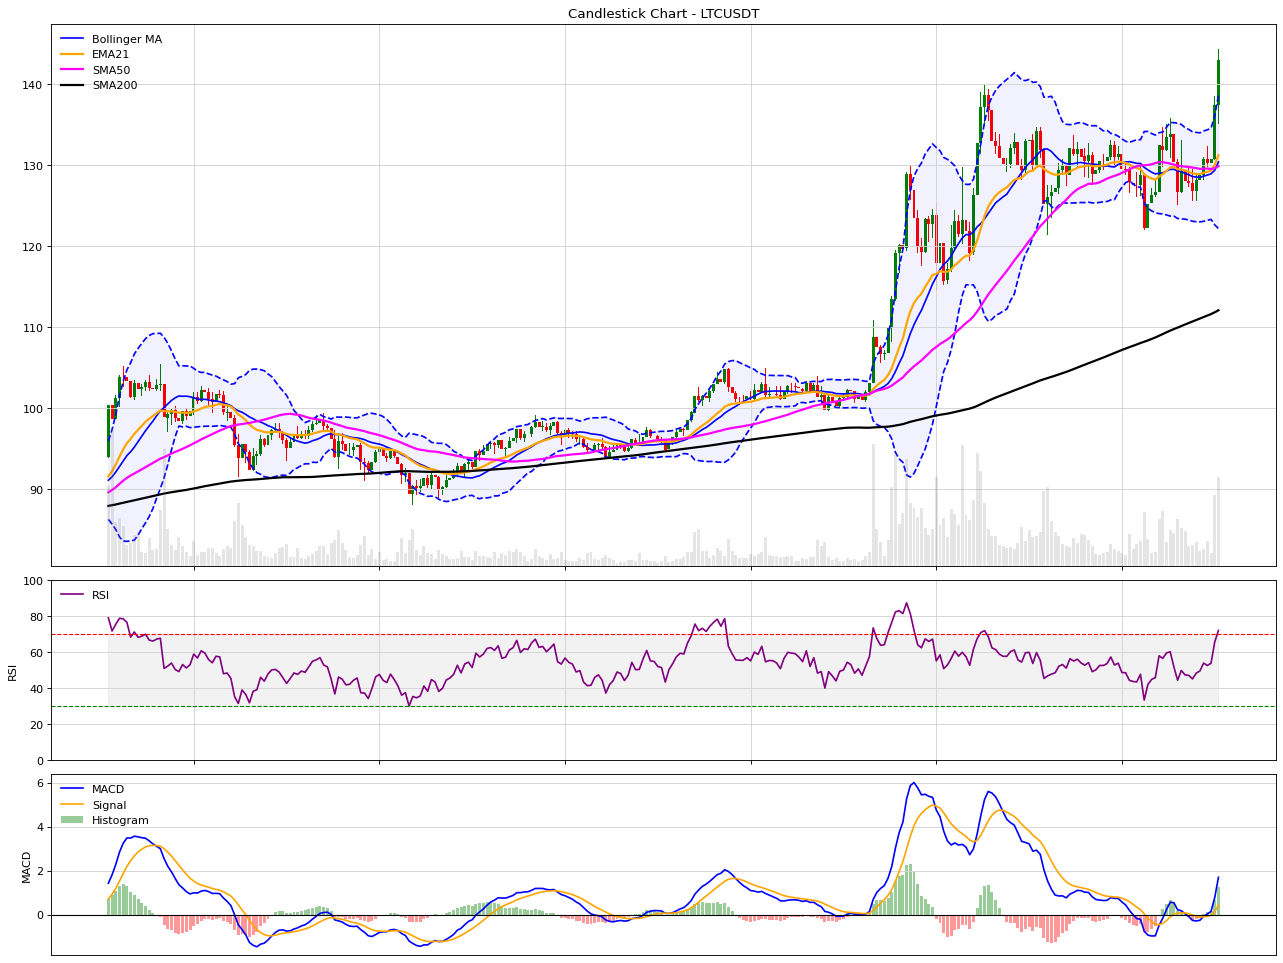 Candlestick Chart - LTCUSDT
Bollinger MA
EMA21
SMA50
SMA200
140
130
120
110
100
90
100
80
60
40
20
0
RSI
RSI
6
4
2
0
MACD
MACD
Signal
Histogram